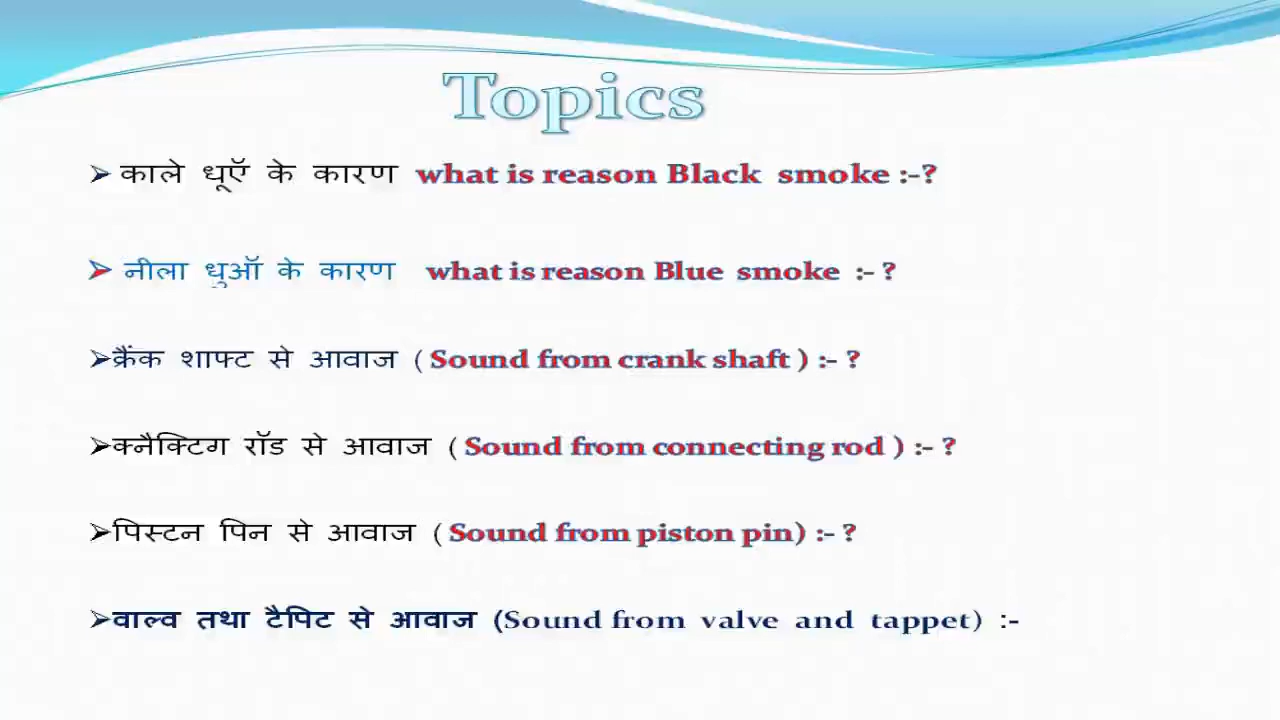 Topics
➢ काले धूएॅ के कारण what is reason Black smoke :-?
➢ नीला धुऑ के कारण what is reason Blue smoke :- ?
➢क्रैंक शाफ्ट से आवाज ( Sound from crank shaft ) :- ?
➢क्नैक्टिग रॉड से आवाज ( Sound from connecting rod ) :- ?
➢पिस्टन पिन से आवाज ( Sound from piston pin) :- ?
➢वाल्व तथा टैपिट से आवाज (Sound from valve and tappet) :-